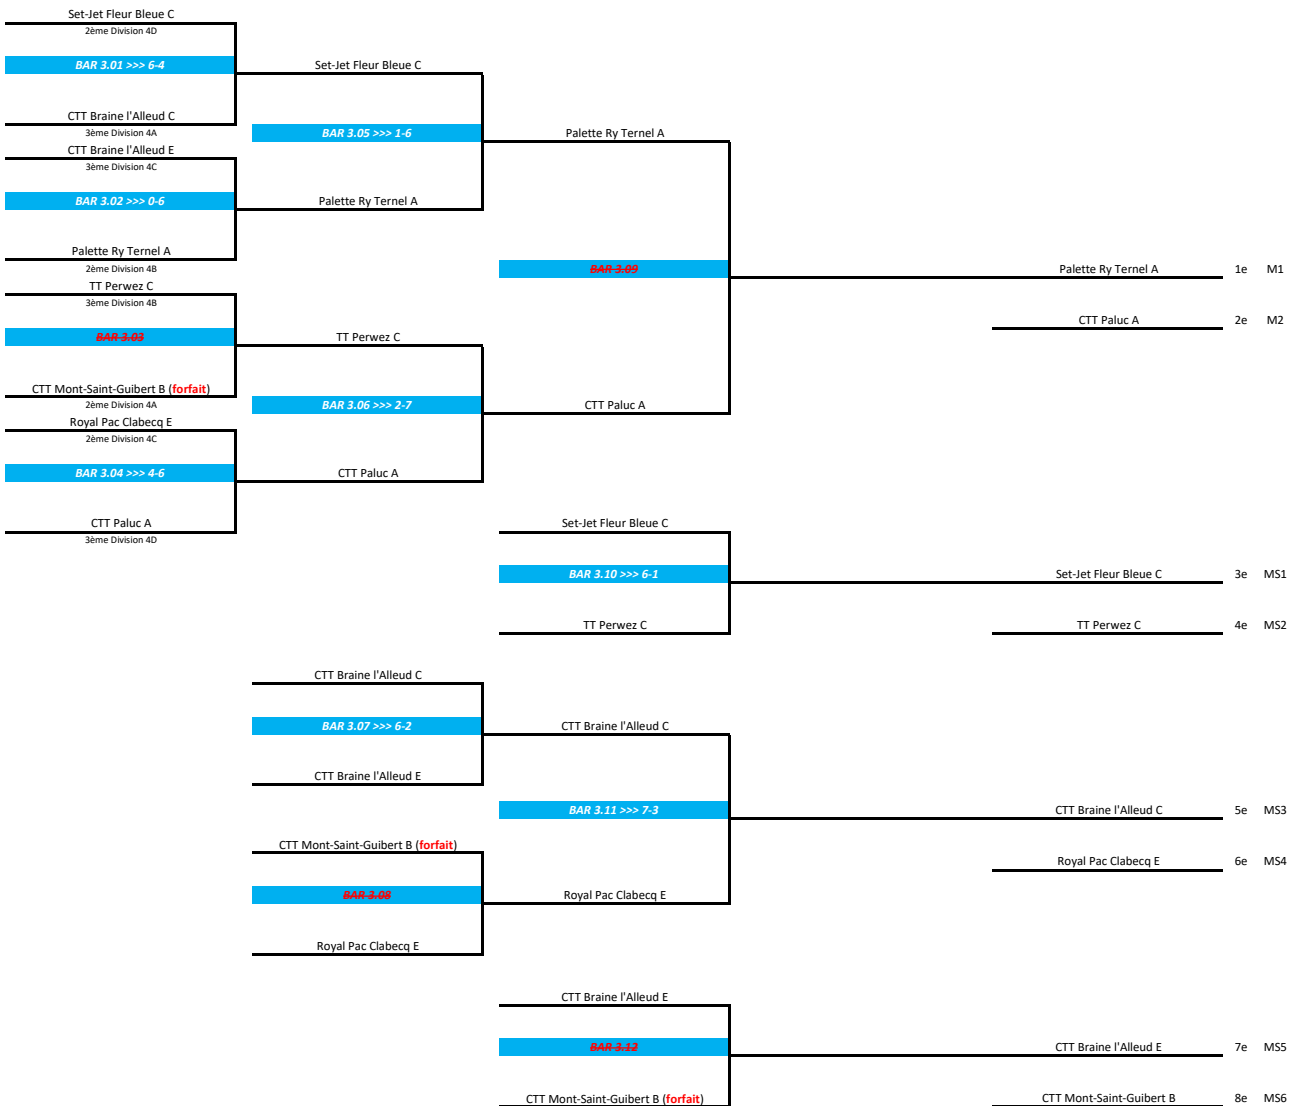 Set-Jet Fleur Bleue C
2ème Division 4D
BAR 3.01 >>> 6-4
Set-Jet Fleur Bleue C
CTT Braine l'Alleud C
3ème Division 4A
BAR 3.05 >>> 1-6
Palette Ry Ternel A
CTT Braine l'Alleud E
3ème Division 4C
BAR 3.02 >>> 0-6
Palette Ry Ternel A
Palette Ry Ternel A
2ème Division 4B
BAR 3.09
Palette Ry Ternel A 1e M1
TT Perwez C
3ème Division 4B
CTT Paluc A 2e M2
BAR 3.03
TT Perwez C
CTT Mont-Saint-Guibert B (forfait)
2ème Division 4A
BAR 3.06 >>> 2-7
CTT Paluc A
Royal Pac Clabecq E
2ème Division 4C
BAR 3.04 >>> 4-6
CTT Paluc A
CTT Paluc A
3ème Division 4D
Set-Jet Fleur Bleue C
BAR 3.10 >>> 6-1
Set-Jet Fleur Bleue C 3e MS1
TT Perwez C
TT Perwez C 4e MS2
CTT Braine l'Alleud C
BAR 3.07 >>> 6-2
CTT Braine l'Alleud C
CTT Braine l'Alleud E
BAR 3.11 >>> 7-3
CTT Braine l'Alleud C 5e MS3
CTT Mont-Saint-Guibert B (forfait)
Royal Pac Clabecq E 6e MS4
BAR 3.08
Royal Pac Clabecq E
Royal Pac Clabecq E
CTT Braine l'Alleud E
BAR 3.12
CTT Braine l'Alleud E 7e MS5
CTT Mont-Saint-Guibert B (forfait)
CTT Mont-Saint-Guibert B 8e MS6